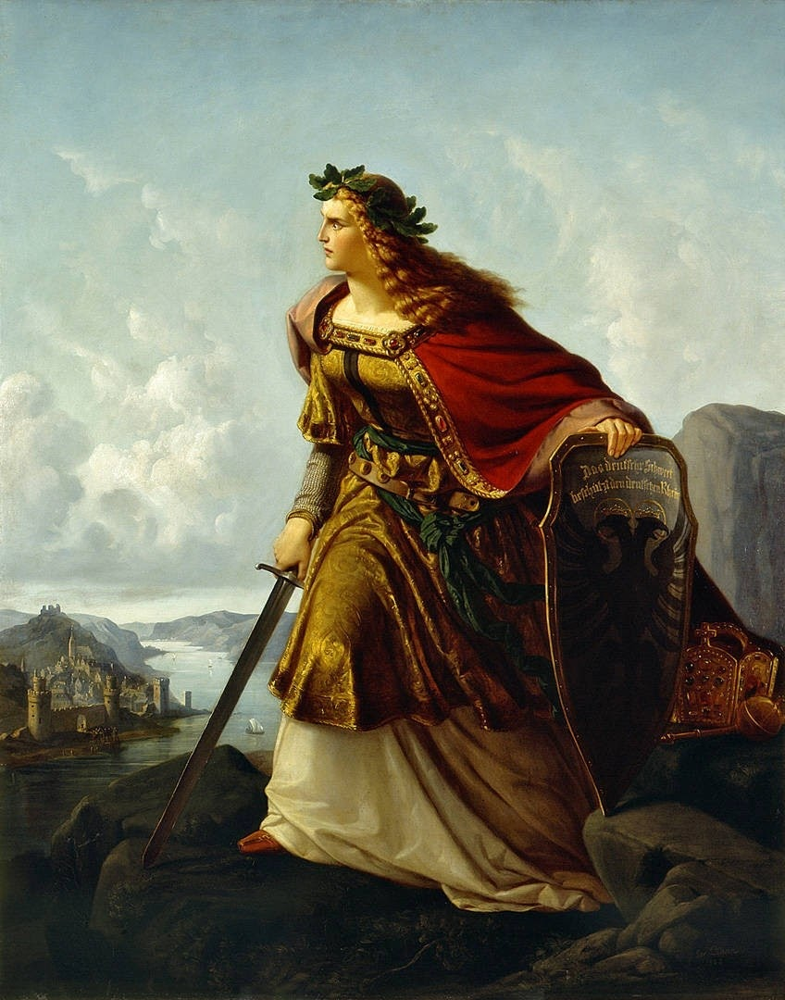 Das deutsche Schwert
beschützt den deutschen Rhein